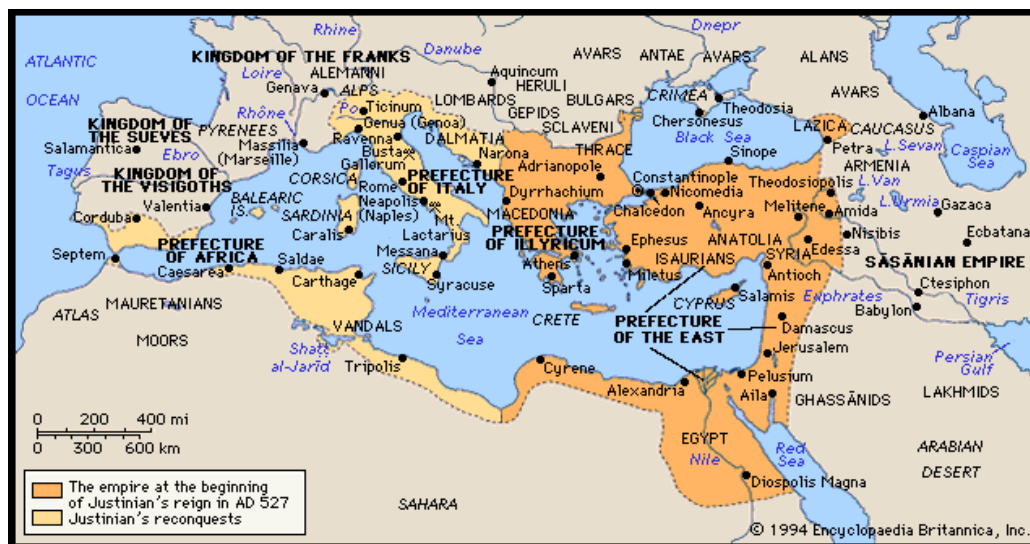 ATLANTIC
OCEAN
Rhine
Dnepr
Danube
AVARS
ANTAE
AVARS
ALANS
KINGDOM OF THE FRANKS
Loire
ALEMANNI
Genava
ALPS
Aquincum
HERULI
LOMBARDS
GEPIDS
BULGARS
SCLAVENI
CRIMEA
Theodosia
Chersonesus
AVARS
Albana
KINGDOM
OF THE
SUEVES
Salamantica
Rhône
PYRENEES
Massilia
(Marseille)
Po
Ticinum
Genua (Genoa)
Ravenna
Busta
Gallorum
DALMATIA
Narona
THRACE
Adrianople
Black Sea
Sinope
LAZICA
Petra
CAUCASUS
L. Sevan
Caspian
Sea
ARMENIA
Ebro
Tagus
KINGDOM
OF THE
VISIGOTHS
Valentia
Corduba
BALEARIC
IS.
CORSICA
SARDINIA
Caralis
Rome
PREFECTURE
OF ITALY
Neapolis
(Naples)
Mt.
Lactarius
Dyrrhachium
MACEDONIA
PREFECTURE
OF ILLYRICUM
Constantinople
Nicomedia
Chalcedon
Ancyra
Theodosiopolis
Melitene
L. Van
L. Urmia
Amida
Gazaca
Nisibis
Ecbatana
Edessa
ANATOLIA
ISAURIANS
Ephesus
Miletus
Athens
Sparta
SYRIA
Antioch
SĀSĀNIAN EMPIRE
PREFECTURE
OF AFRICA
Septem
Caesarea
Saldae
Carthage
Messana
SICILY
Syracuse
Mediterranean
Sea
CRETE
CYPRUS
Salamis
Euphrates
Ctesiphon
Babylon
Tigris
MAURETANIANS
ATLAS
MOORS
VANDALS
Shatt
al-Jarīd
Tripolis
Cyrene
PREFECTURE
OF THE EAST
Damascus
Jerusalem
Persian
Gulf
Alexandria
Pelusium
Aila
GHASSĀNIDS
LAKHMIDS
EGYPT
Nile
Red
Sea
ARABIAN
DESERT
Diospolis Magna
SAHARA
0 200 400 mi
0 300 600 km
The empire at the beginning
of Justinian's reign in AD 527
Justinian's reconquests
© 1994 Encyclopaedia Britannica, Inc.